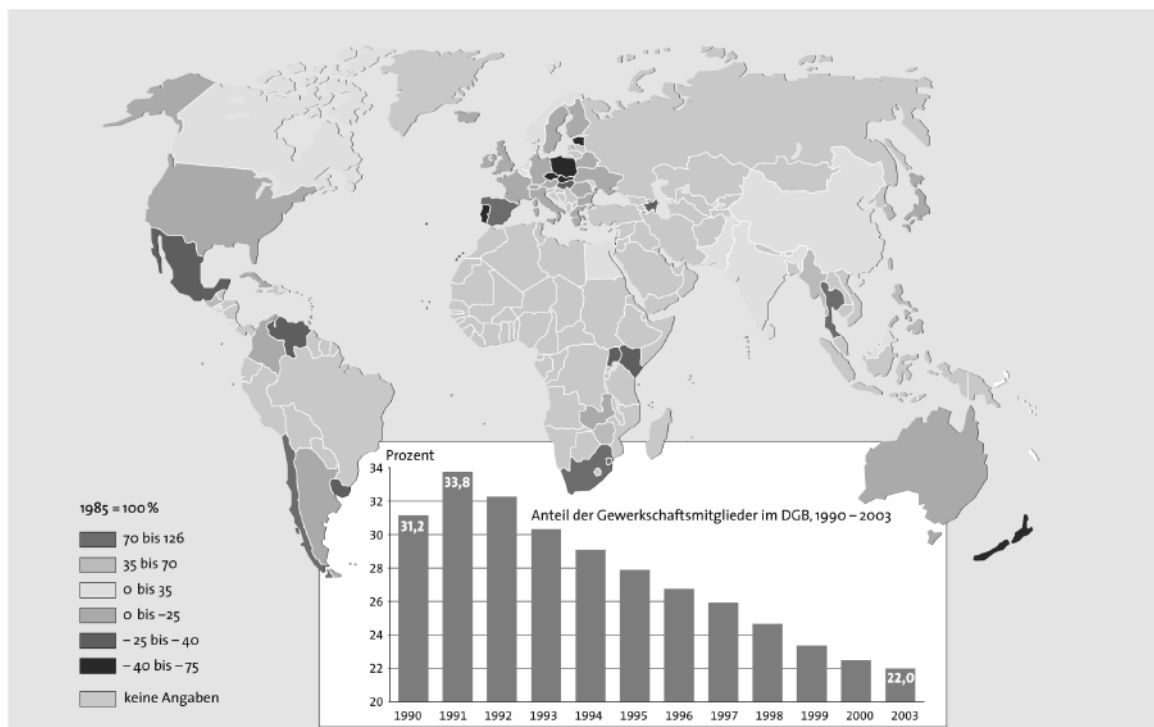 1985 = 100 %
70 bis 126
35 bis 70
0 bis 35
0 bis –25
– 25 bis – 40
– 40 bis – 75
keine Angaben
Prozent
Anteil der Gewerkschaftsmitglieder im DGB, 1990 – 2003
34
32
30
28
26
24
22
20
31,2
33,8
22,0
1990 1991 1992 1993 1994 1995 1996 1997 1998 1999 2000 2003